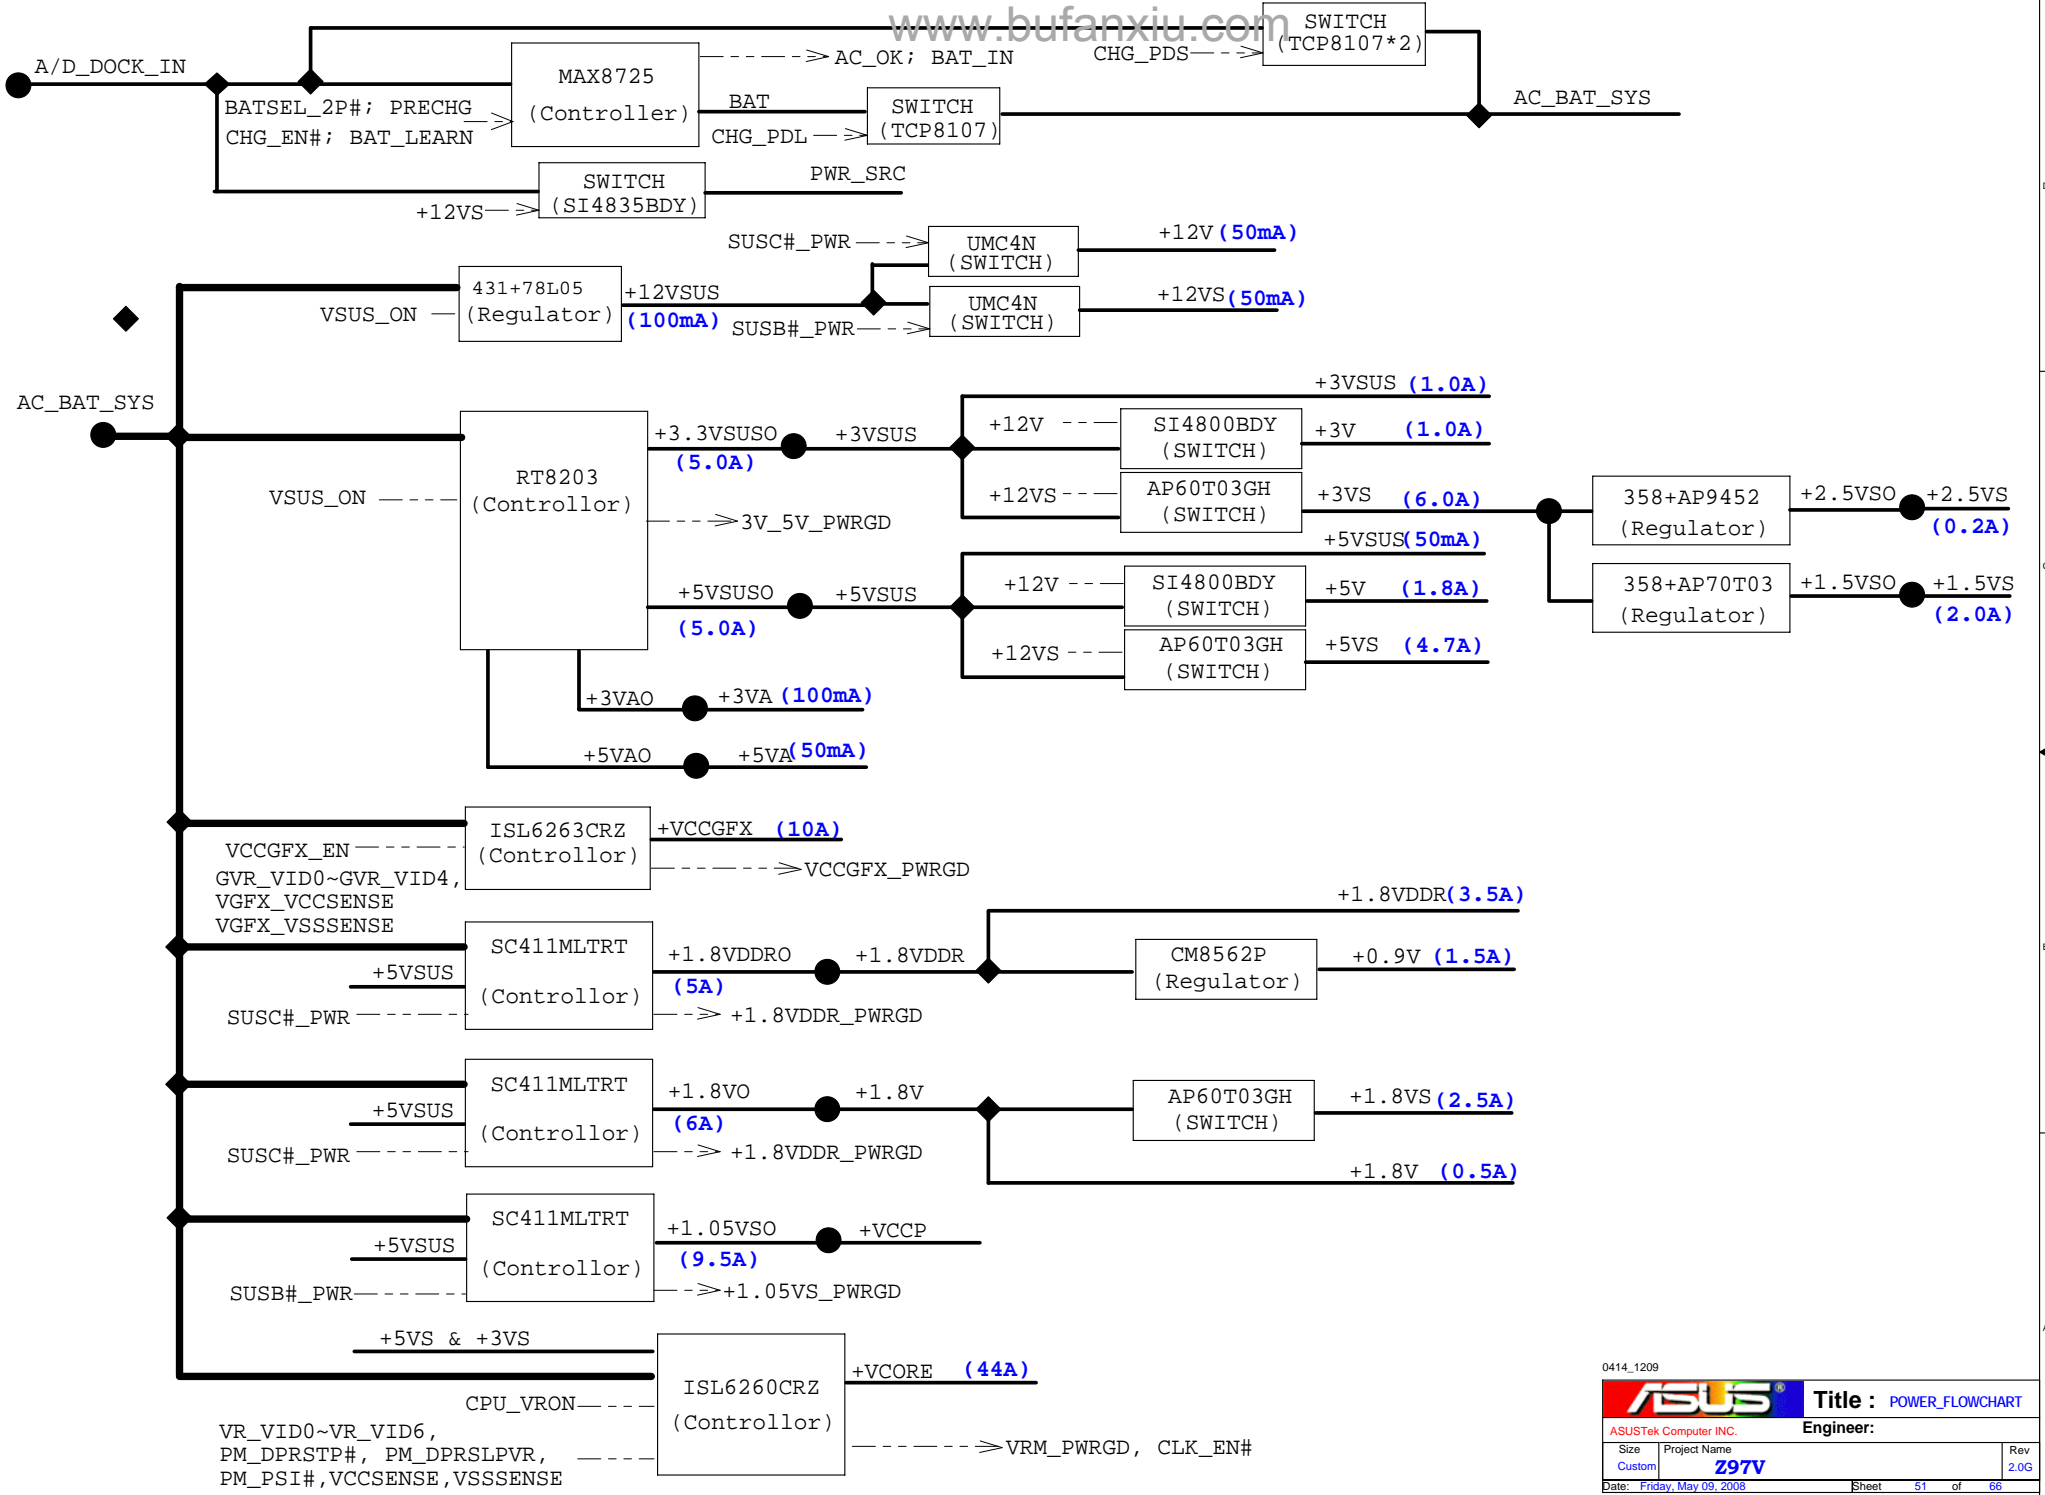 www.bufanxiu.com
A/D_DOCK_IN
MAX8725
(Controller)
AC_OK; BAT_IN
CHG_PDS
SWITCH
(TCP8107*2)
BATSEL_2P#; PRECHG
CHG_EN#; BAT_LEARN
BAT
CHG_PDL
SWITCH
(TCP8107)
AC_BAT_SYS
+12VS
SWITCH
(SI4835BDY)
PWR_SRC
VSUS_ON
431+78L05
(Regulator)
+12VSUS
(100mA)
SUSC#_PWR
UMC4N
(SWITCH)
+12V (50mA)
SUSB#_PWR
UMC4N
(SWITCH)
+12VS (50mA)
AC_BAT_SYS
VSUS_ON
RT8203
(Controllor)
+3.3VSUSO
(5.0A)
+3VSUS
+3VSUS (1.0A)
+12V
SI4800BDY
(SWITCH)
+3V (1.0A)
+12VS
AP60T03GH
(SWITCH)
+3VS (6.0A)
358+AP9452
(Regulator)
+2.5VSO
+2.5VS
(0.2A)
358+AP70T03
(Regulator)
+1.5VSO
+1.5VS
(2.0A)
3V_5V_PWRGD
+5VSUSO
(5.0A)
+5VSUS
+5VSUS (50mA)
+12V
SI4800BDY
(SWITCH)
+5V (1.8A)
+12VS
AP60T03GH
(SWITCH)
+5VS (4.7A)
+3VAO
+3VA (100mA)
+5VAO
+5VA (50mA)
VCCGFX_EN
GVR_VID0~GVR_VID4,
VGFX_VCCSENSE
VGFX_VSSSENSE
ISL6263CRZ
(Controllor)
+VCCGFX (10A)
VCCGFX_PWRGD
+5VSUS
SUSC#_PWR
SC411MLTRT
(Controllor)
+1.8VDDRO
(5A)
+1.8VDDR
+1.8VDDR_PWRGD
+1.8VDDR (3.5A)
CM8562P
(Regulator)
+0.9V (1.5A)
+5VSUS
SUSC#_PWR
SC411MLTRT
(Controllor)
+1.8VO
(6A)
+1.8V
+1.8VDDR_PWRGD
AP60T03GH
(SWITCH)
+1.8VS (2.5A)
+1.8V (0.5A)
+5VSUS
SUSB#_PWR
SC411MLTRT
(Controllor)
+1.05VSO
(9.5A)
+VCCP
+1.05VS_PWRGD
+5VS & +3VS
CPU_VRON
VR_VID0~VR_VID6,
PM_DPRSTP#, PM_DPRSLPVR,
PM_PSI#,VCCSENSE,VSSSENSE
ISL6260CRZ
(Controllor)
+VCORE (44A)
VRM_PWRGD, CLK_EN#
0414_1209
ASUS ®
Title : POWER_FLOWCHART
ASUSTek Computer INC.
Engineer:
Size
Custom
Project Name
Z97V
Rev
2.0G
Date: Friday, May 09, 2008
Sheet 51 of 66